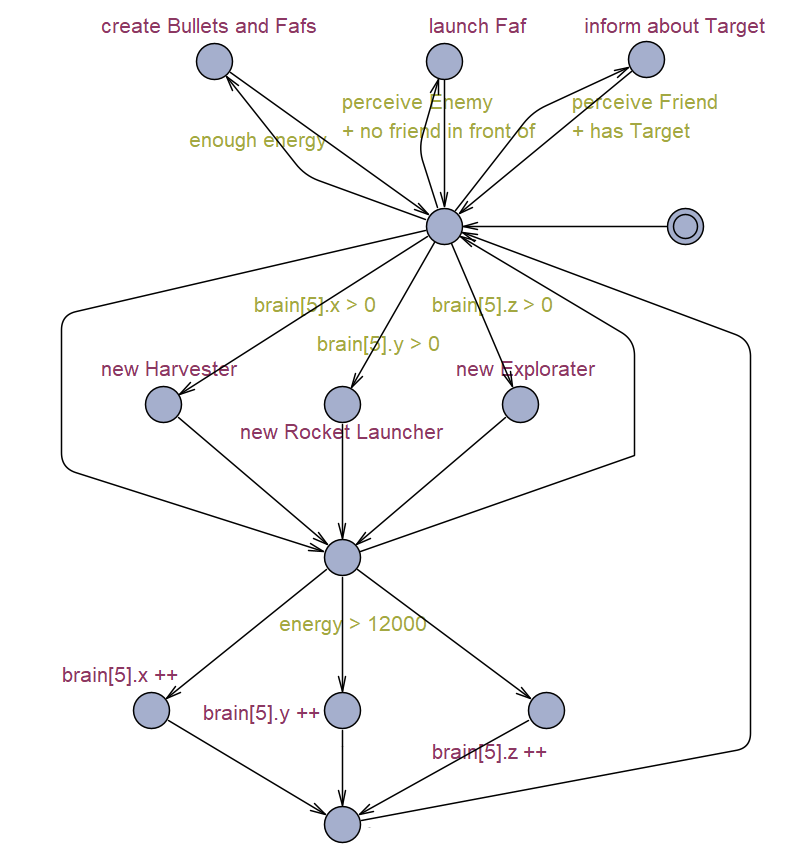 create Bullets and Fafs
launch Faf
inform about Target
perceive Enemy
+ no friend in front of
perceive Friend
+ has Target
enough energy
brain[5].x > 0
brain[5].z > 0
brain[5].y > 0
new Harvester
new Explorater
new Rocket Launcher
energy > 12000
brain[5].x ++
brain[5].y ++
brain[5].z ++